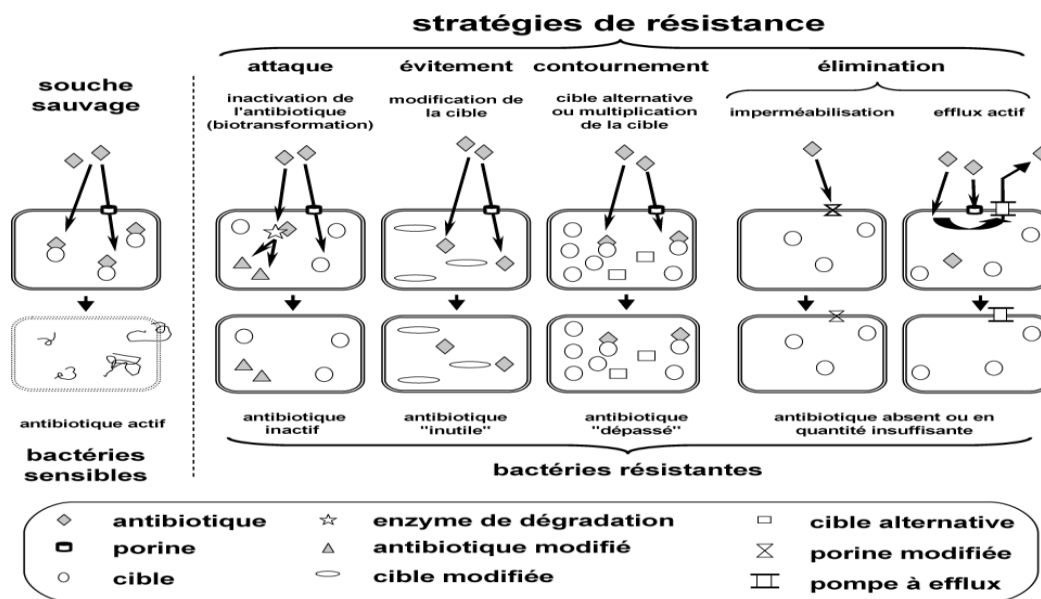 stratégies de résistance
souche
sauvage
attaque
inactivation de
l'antibiotique
(biotransformation)
évitement
modification de
la cible
contournement
cible alternative
ou multiplication
de la cible
élimination
imperméabilisation
efflux actif
antibiotique actif
bactéries
sensibles
antibiotique
inactif
antibiotique
"inutile"
antibiotique
"dépassé"
antibiotique absent ou en
quantité insuffisante
bactéries résistantes
antibiotique
porine
cible
enzyme de dégradation
antibiotique modifié
cible modifiée
cible alternative
porine modifiée
pompe à efflux